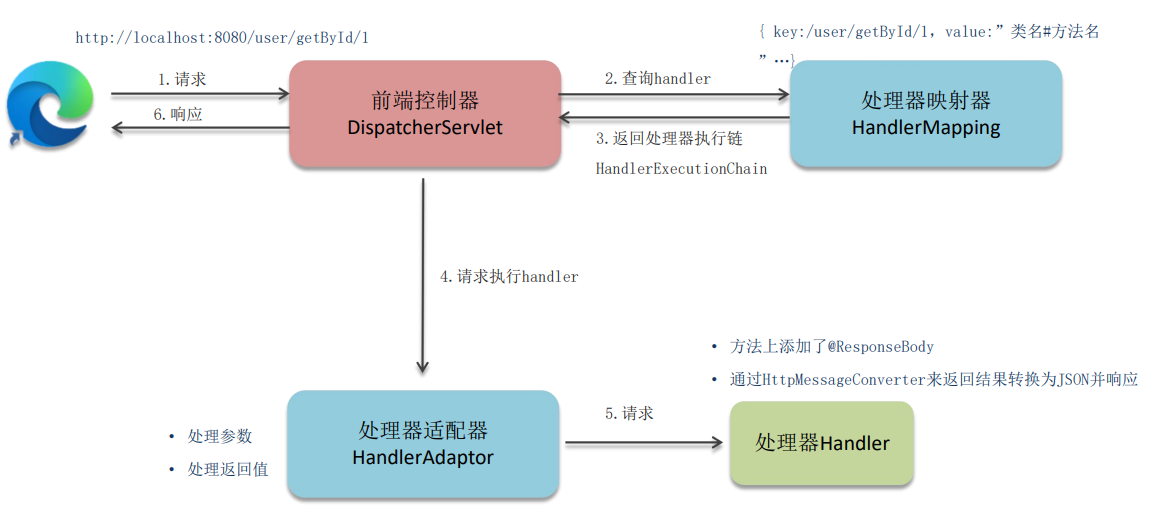 http://localhost:8080/user/getById/1
{ key:/user/getById/1，value:”类名#方法名
”…}
1.请求
6.响应
前端控制器
DispatcherServlet
2.查询handler
3.返回处理器执行链
HandlerExecutionChain
处理器映射器
HandlerMapping
4.请求执行handler
• 方法上添加了@ResponseBody
• 通过HttpMessageConverter来返回结果转换为JSON并响应
• 处理参数
• 处理返回值
处理器适配器
HandlerAdaptor
5.请求
处理器Handler